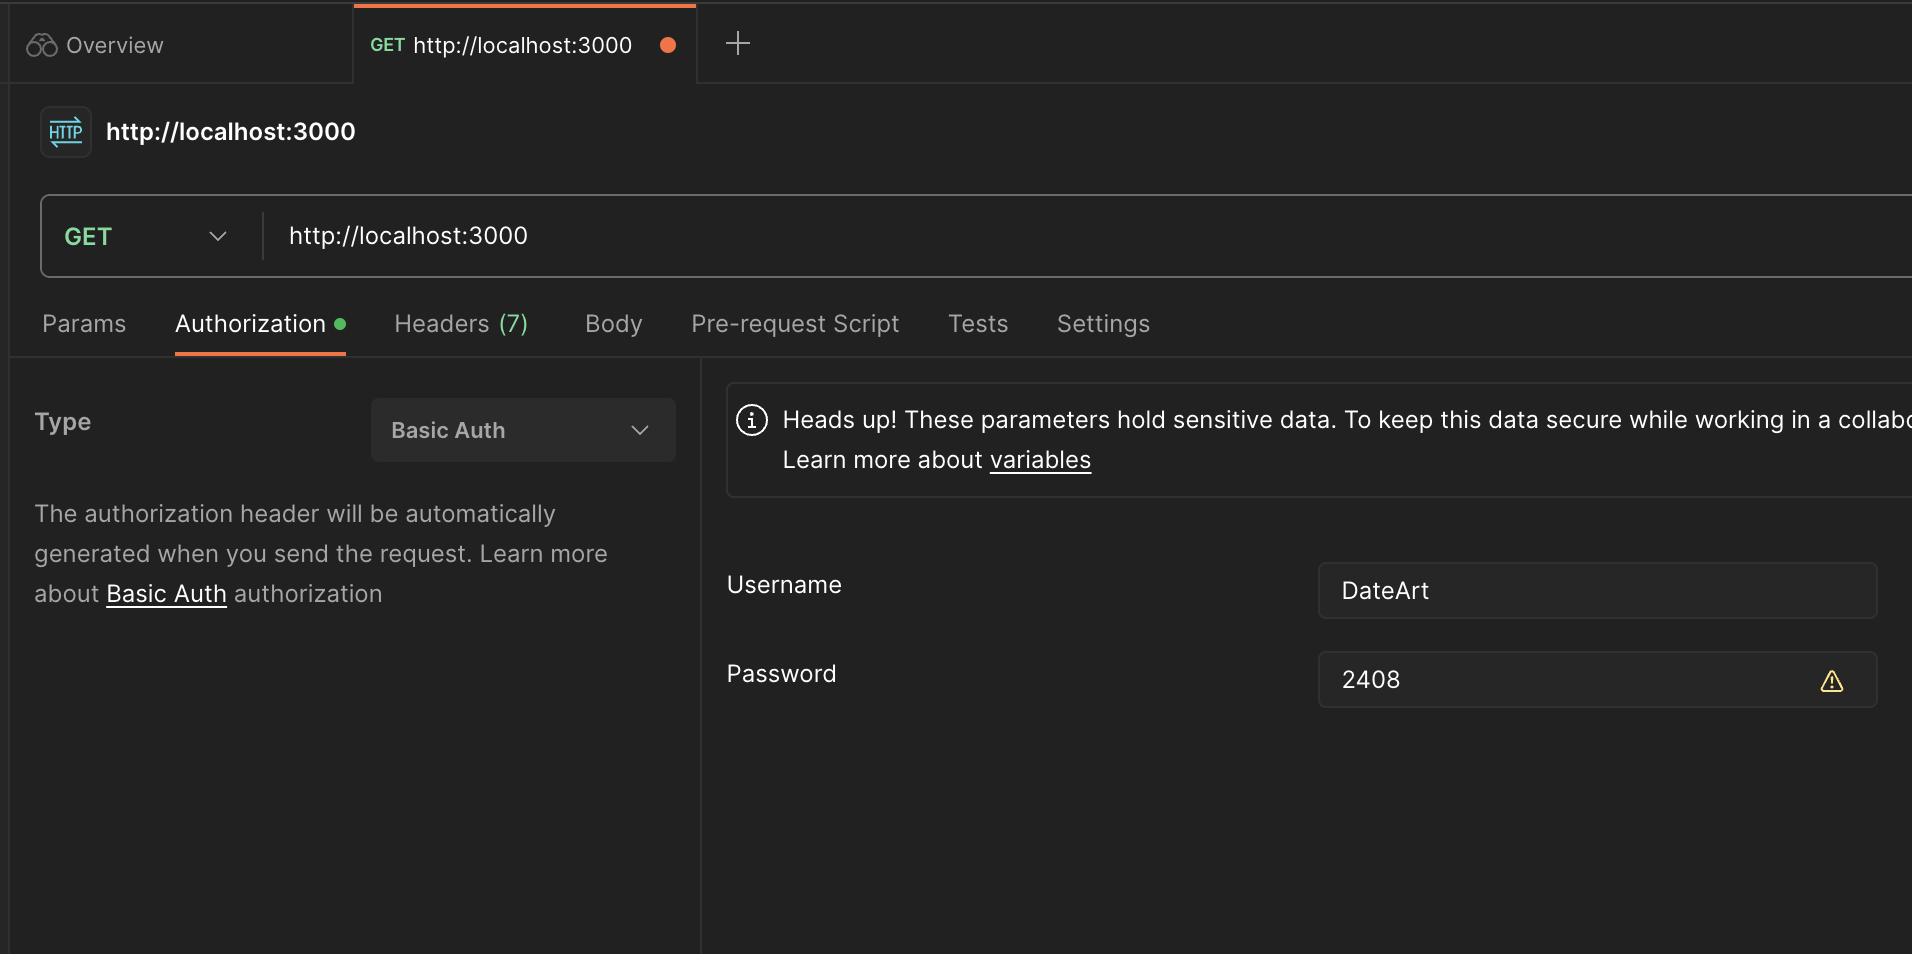 Overview
GET http://localhost:3000
HTTP http://localhost:3000
GET http://localhost:3000
Params Authorization Headers (7) Body Pre-request Script Tests Settings
Type Basic Auth
The authorization header will be automatically
generated when you send the request. Learn more
about Basic Auth authorization
Heads up! These parameters hold sensitive data. To keep this data secure while working in a collabo
Learn more about variables
Username DateArt
Password 2408